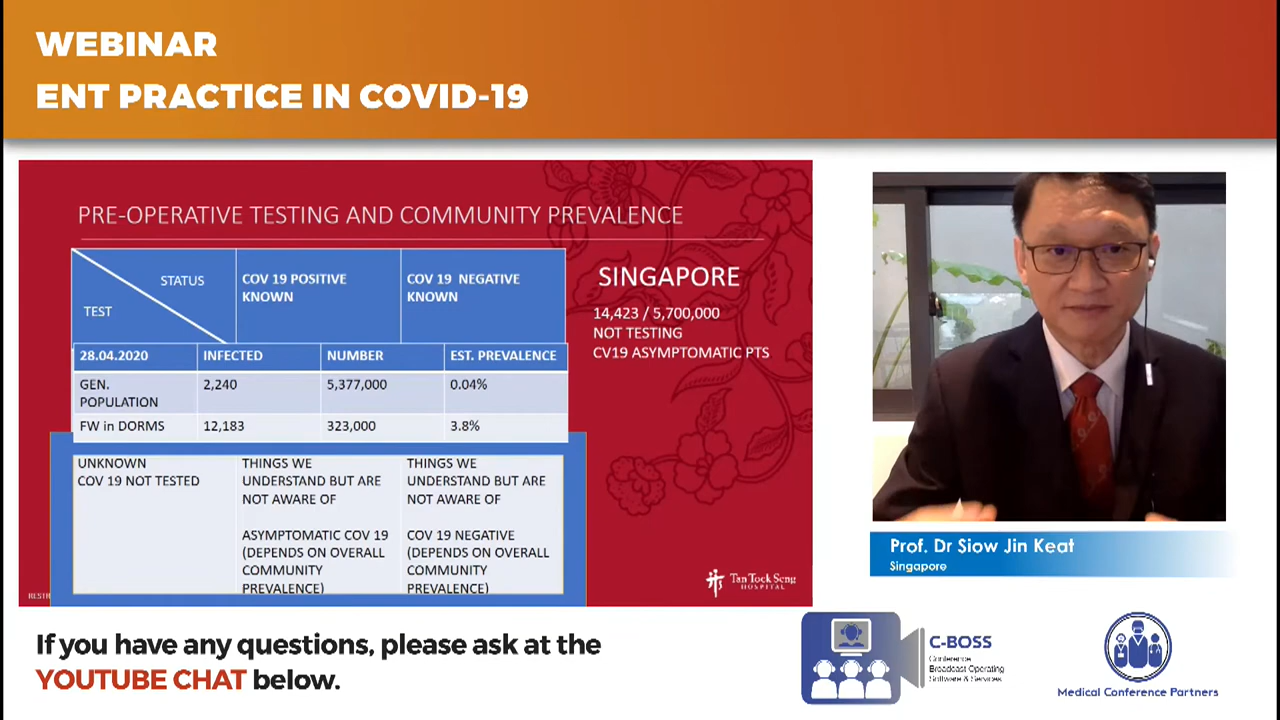 WEBINAR
ENT PRACTICE IN COVID-19
PRE-OPERATIVE TESTING AND COMMUNITY PREVALENCE
STATUS
TEST
COV 19 POSITIVE
KNOWN
COV 19 NEGATIVE
KNOWN
28.04.2020 INFECTED NUMBER EST. PREVALENCE
GEN.
POPULATION
2,240 5,377,000 0.04%
FW in DORMS 12,183 323,000 3.8%
UNKNOWN
COV 19 NOT TESTED
THINGS WE
UNDERSTAND BUT ARE
NOT AWARE OF
ASYMPTOMATIC COV 19
(DEPENDS ON OVERALL
COMMUNITY
PREVALENCE)
THINGS WE
UNDERSTAND BUT ARE
NOT AWARE OF
COV 19 NEGATIVE
(DEPENDS ON OVERALL
COMMUNITY
PREVALENCE)
SINGAPORE
14,423 / 5,700,000
NOT TESTING
CV19 ASYMPTOMATIC PTS
Tan Tock Seng
HOSPITAL
Prof. Dr Siow Jin Keat
Singapore
If you have any questions, please ask at the
YOUTUBE CHAT below.
C-BOSS
Conference
Broadcast Operating
Software & Services
Medical Conference Partners